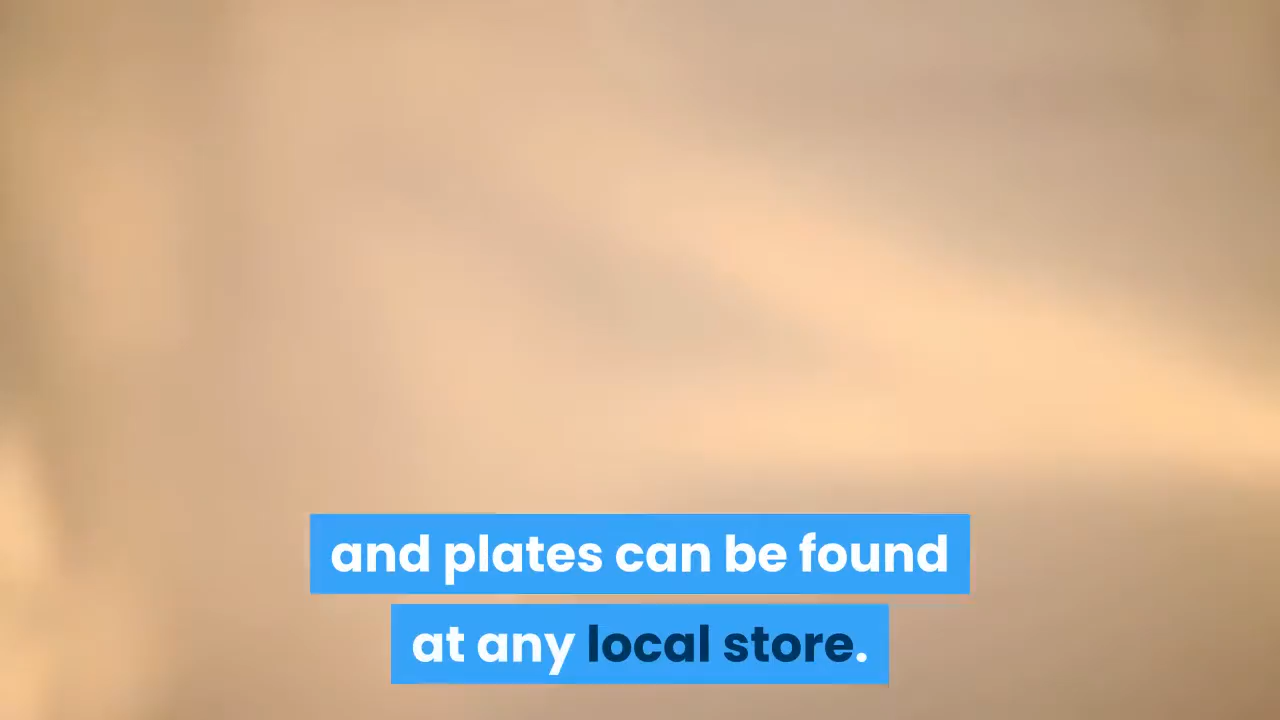 and plates can be found
at any local store.